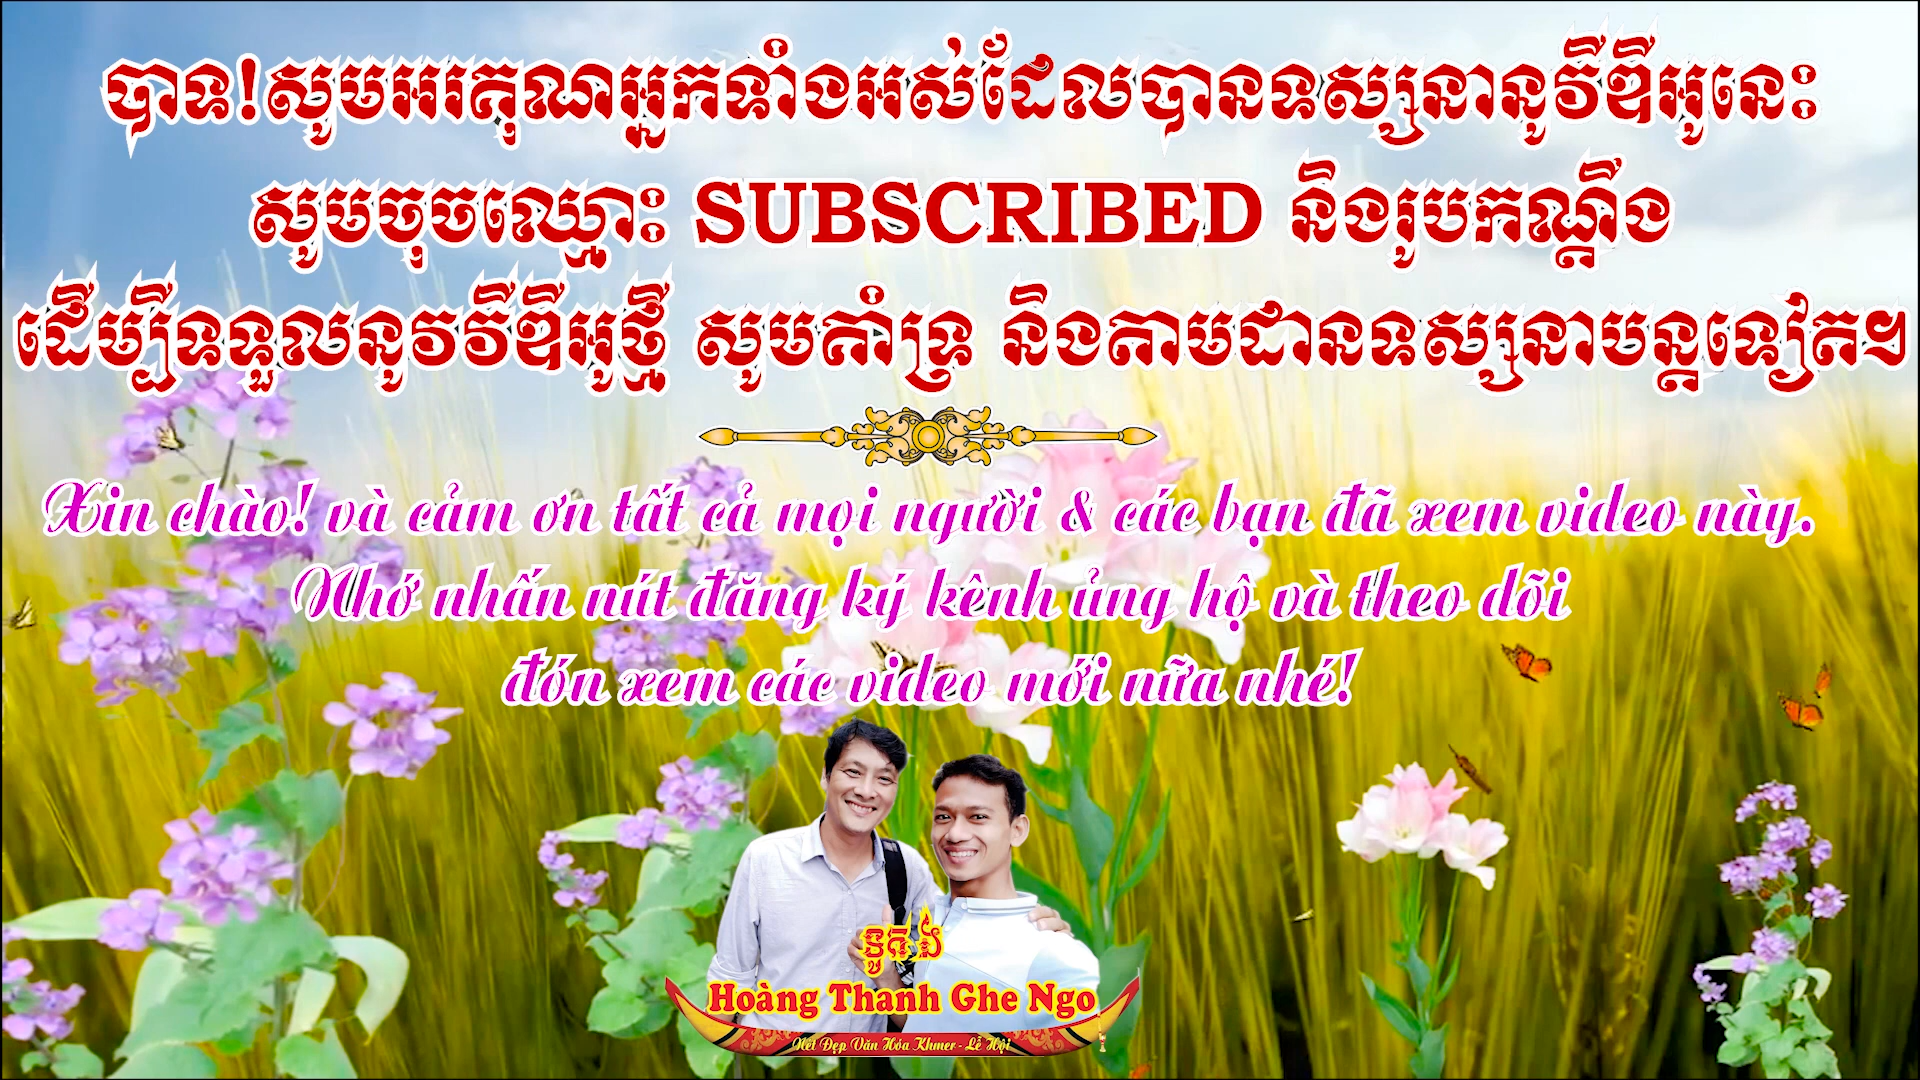 បាទ!សូមអរគុណអ្នកទាំងអស់ដែលបានទស្សនានូវីឌីអូនេះ
សូមចុចឈ្មោះ SUBSCRIBED និងរូបកណ្ដឹង
ដើម្បីទទួលនូវវីឌីអូថ្មី សូមគាំទ្រ និងតាមដានទស្សនាបន្តទៀត។
Xin chào! và cảm ơn tất cả mọi người & các bạn đã xem video này.
Nhớ nhấn nút đăng ký kênh ủng hộ và theo dõi
đón xem các video mới nữa nhé!
ទូកង
Hoàng Thanh Ghe Ngo
Nét Đẹp Văn Hóa Khmer - Lễ Hội